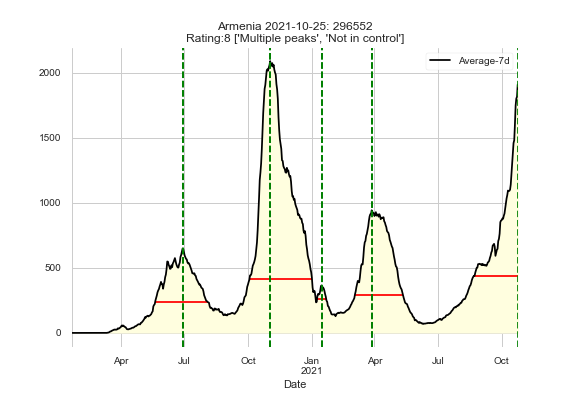 Armenia 2021-10-25: 296552
Rating:8 ['Multiple peaks', 'Not in control']
Average-7d
2000
1500
1000
500
0
Apr Jul Oct Jan Apr Jul Oct
2021
Date